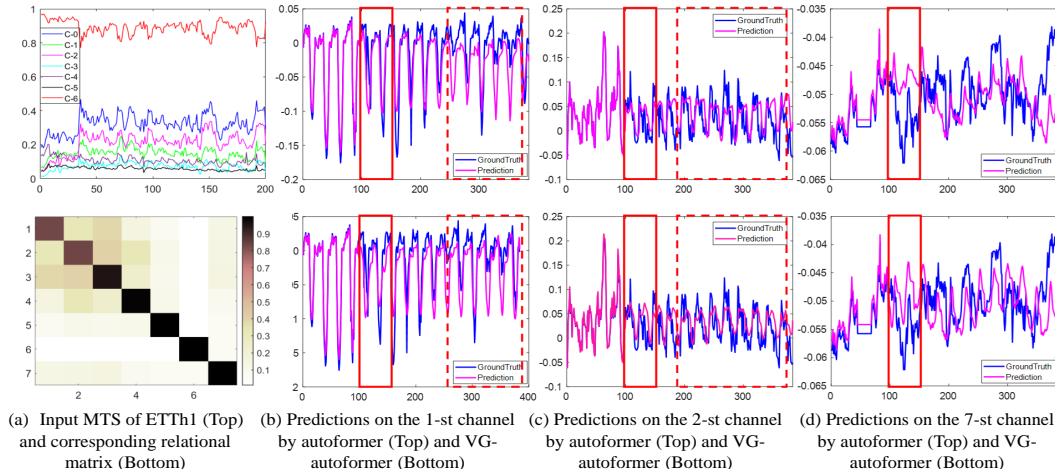 1
0.8
0.6
0.4
0.2
0
C-0
C-1
C-2
C-3
C-4
C-5
C-6
0 50 100 150 200
0.05
0
-0.05
-0.1
-0.15
-0.2
GroundTruth
Prediction
0 100 200 300 400
0.25
0.2
0.15
0.1
0.05
0
-0.05
-0.1
GroundTruth
Prediction
0 100 200 300
-0.035
-0.04
-0.045
-0.05
-0.055
-0.06
-0.065
GroundTruth
Prediction
0 100 200 300
1
2
3
4
5
6
7
2 4 6
0.9
0.8
0.7
0.6
0.5
0.4
0.3
0.2
0.1
05
0
05
.1
5
2
GroundTruth
Prediction
0 100 200 300 400
0.25
0.2
0.15
0.1
0.05
0
-0.05
-0.1
GroundTruth
Prediction
0 100 200 300
-0.035
-0.04
-0.045
-0.05
-0.055
-0.06
-0.065
GroundTruth
Prediction
0 100 200 300
(a) Input MTS of ETTh1 (Top)
and corresponding relational
matrix (Bottom)
(b) Predictions on the 1-st channel
by autoformer (Top) and VG-
autoformer (Bottom)
(c) Predictions on the 2-st channel
by autoformer (Top) and VG-
autoformer (Bottom)
(d) Predictions on the 7-st channel
by autoformer (Top) and VG-
autoformer (Bottom)